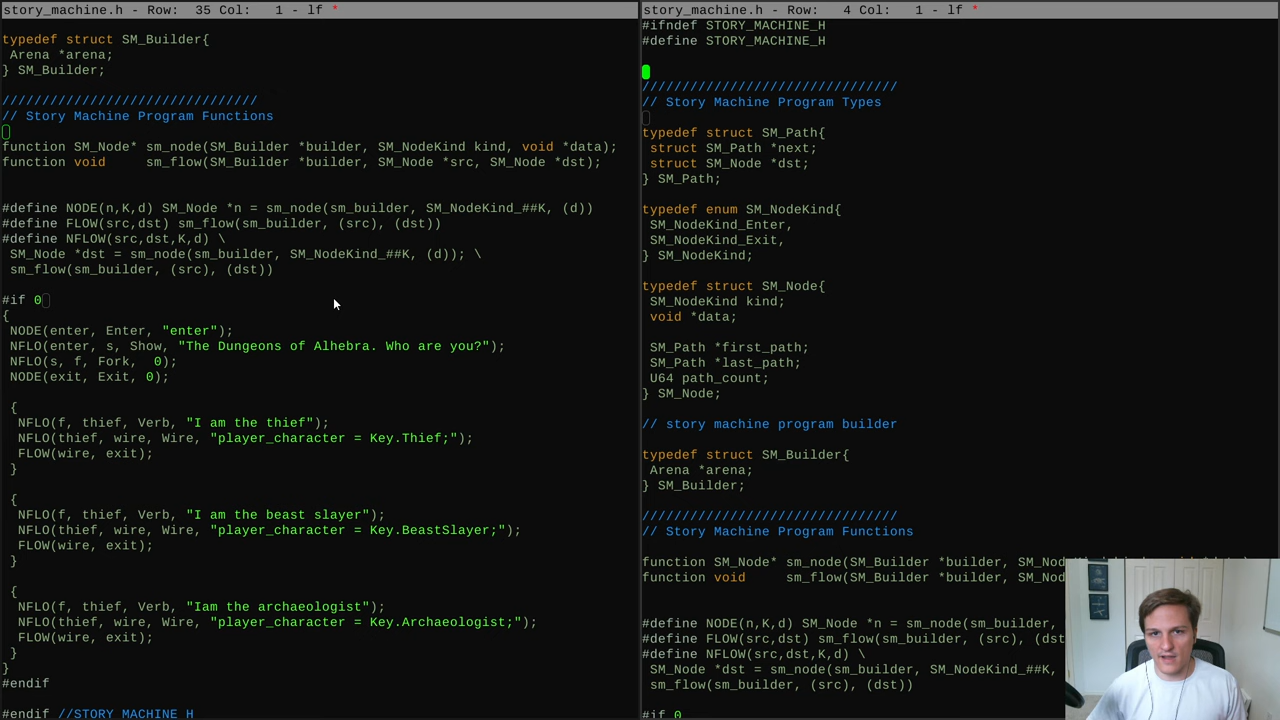 story_machine.h - Row:  35 Col:   1 - lf *
typedef struct SM_Builder{
 Arena *arena;
} SM_Builder;
////////////////////////////////
// Story Machine Program Functions
function SM_Node* sm_node(SM_Builder *builder, SM_NodeKind kind, void *data);
function void     sm_flow(SM_Builder *builder, SM_Node *src, SM_Node *dst);
#define NODE(n,K,d) SM_Node *n = sm_node(sm_builder, SM_NodeKind_##K, (d))
#define FLOW(src,dst) sm_flow(sm_builder, (src), (dst))
#define NFLOW(src,dst,K,d) \
 SM_Node *dst = sm_node(sm_builder, SM_NodeKind_##K, (d)); \
 sm_flow(sm_builder, (src), (dst))
#if 0
{
 NODE(enter, Enter, "enter");
 NFLO(enter, s, Show, "The Dungeons of Alhebra. Who are you?");
 NFLO(s, f, Fork,  0);
 NODE(exit, Exit, 0);
 {
  NFLO(f, thief, Verb, "I am the thief");
  NFLO(thief, wire, Wire, "player_character = Key.Thief;");
  FLOW(wire, exit);
 }
 {
  NFLO(f, thief, Verb, "I am the beast slayer");
  NFLO(thief, wire, Wire, "player_character = Key.BeastSlayer;");
  FLOW(wire, exit);
 }
 {
  NFLO(f, thief, Verb, "Iam the archaeologist");
  NFLO(thief, wire, Wire, "player_character = Key.Archaeologist;");
  FLOW(wire, exit);
 }
}
#endif
#endif //STORY_MACHINE_H
story_machine.h - Row:   4 Col:   1 - lf *
#ifndef STORY_MACHINE_H
#define STORY_MACHINE_H
////////////////////////////////
// Story Machine Program Types
typedef struct SM_Path{
 struct SM_Path *next;
 struct SM_Node *dst;
} SM_Path;
typedef enum SM_NodeKind{
 SM_NodeKind_Enter,
 SM_NodeKind_Exit,
} SM_NodeKind;
typedef struct SM_Node{
 SM_NodeKind kind;
 void *data;
 SM_Path *first_path;
 SM_Path *last_path;
 U64 path_count;
} SM_Node;
// story machine program builder
typedef struct SM_Builder{
 Arena *arena;
} SM_Builder;
////////////////////////////////
// Story Machine Program Functions
function SM_Node* sm_node(SM_Builder *builder,
function void     sm_flow(SM_Builder *builder,
#define NODE(n,K,d) SM_Node *n = sm_node(sm_builder,
#define FLOW(src,dst) sm_flow(sm_builder, (src), (dst
#define NFLOW(src,dst,K,d) \
 SM_Node *dst = sm_node(sm_builder, SM_NodeKind_##K,
 sm_flow(sm_builder, (src), (dst))
#if 0